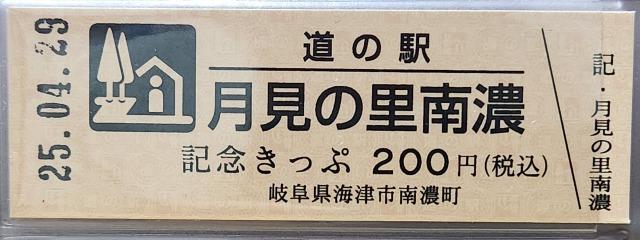 25.04.29
道の駅
月見の里南濃
記念きっぷ 200円(税込)
岐阜県海津市南濃町
記・月見の里南濃